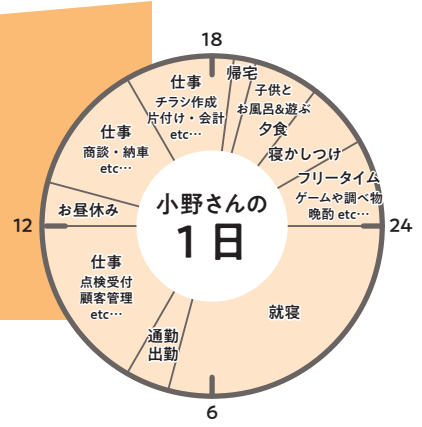 18
帰宅
子供と
お風呂&遊ぶ
夕食
寝かしつけ
フリータイム
ゲームや調べ物
晩酌 etc…
24
就寝
6
通勤
出勤
仕事
点検受付
顧客管理
etc…
12
お昼休み
仕事
商談・納車
etc…
仕事
チラシ作成
片付け・会計
etc…
小野さんの
1日